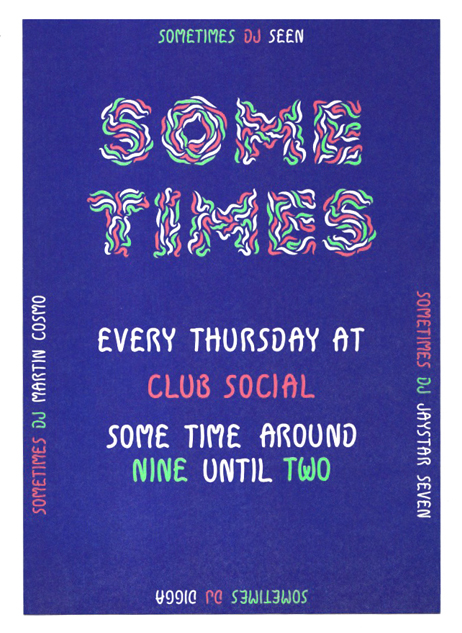 SOMETIMES DJ SEEN
SOME
TIMES
EVERY THURSDAY AT
CLUB SOCIAL
SOME TIME AROUND
NINE UNTIL TWO
SOMETIMES DJ MARTIN COSMO
SOMETIMES DJ JAYSTAR SEVEN
SOMETIMES DJ DIGGA